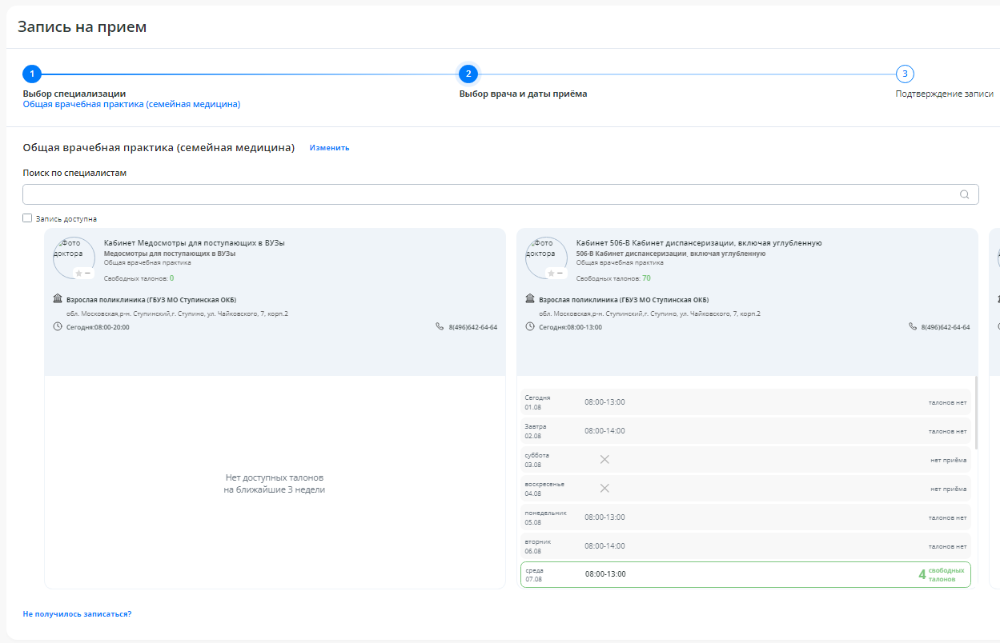 Запись на прием
1
2
3
Выбор специализации
Общая врачебная практика (семейная медицина)
Выбор врача и даты приёма
Подтверждение записи
Общая врачебная практика (семейная медицина)
Изменить
Поиск по специалистам
Запись доступна
Фото
доктора
Кабинет Медосмотры для поступающих в ВУЗы
Медосмотры для поступающих в ВУЗы
Общая врачебная практика
Свободных талонов: 0
Взрослая поликлиника (ГБУЗ МО Ступинская ОКБ)
обл. Московская,р-н. Ступинский,г. Ступино, ул. Чайковского, 7, корп.2
Сегодня:08:00-20:00
8(496)642-64-64
Нет доступных талонов
на ближайшие 3 недели
Фото
доктора
Кабинет 506-В Кабинет диспансеризации, включая углубленную
506-В Кабинет диспансеризации, включая углубленную
Общая врачебная практика
Свободных талонов: 70
Взрослая поликлиника (ГБУЗ МО Ступинская ОКБ)
обл. Московская,р-н. Ступинский,г. Ступино, ул. Чайковского, 7, корп.2
Сегодня:08:00-13:00
8(496)642-64-64
Сегодня
01.08
08:00-13:00
талонов нет
Завтра
02.08
08:00-14:00
талонов нет
суббота
03.08
нет приёма
воскресенье
04.08
нет приёма
понедельник
05.08
08:00-13:00
талонов нет
вторник
06.08
08:00-14:00
талонов нет
среда
07.08
08:00-13:00
4 свободных
талонов
Не получилось записаться?